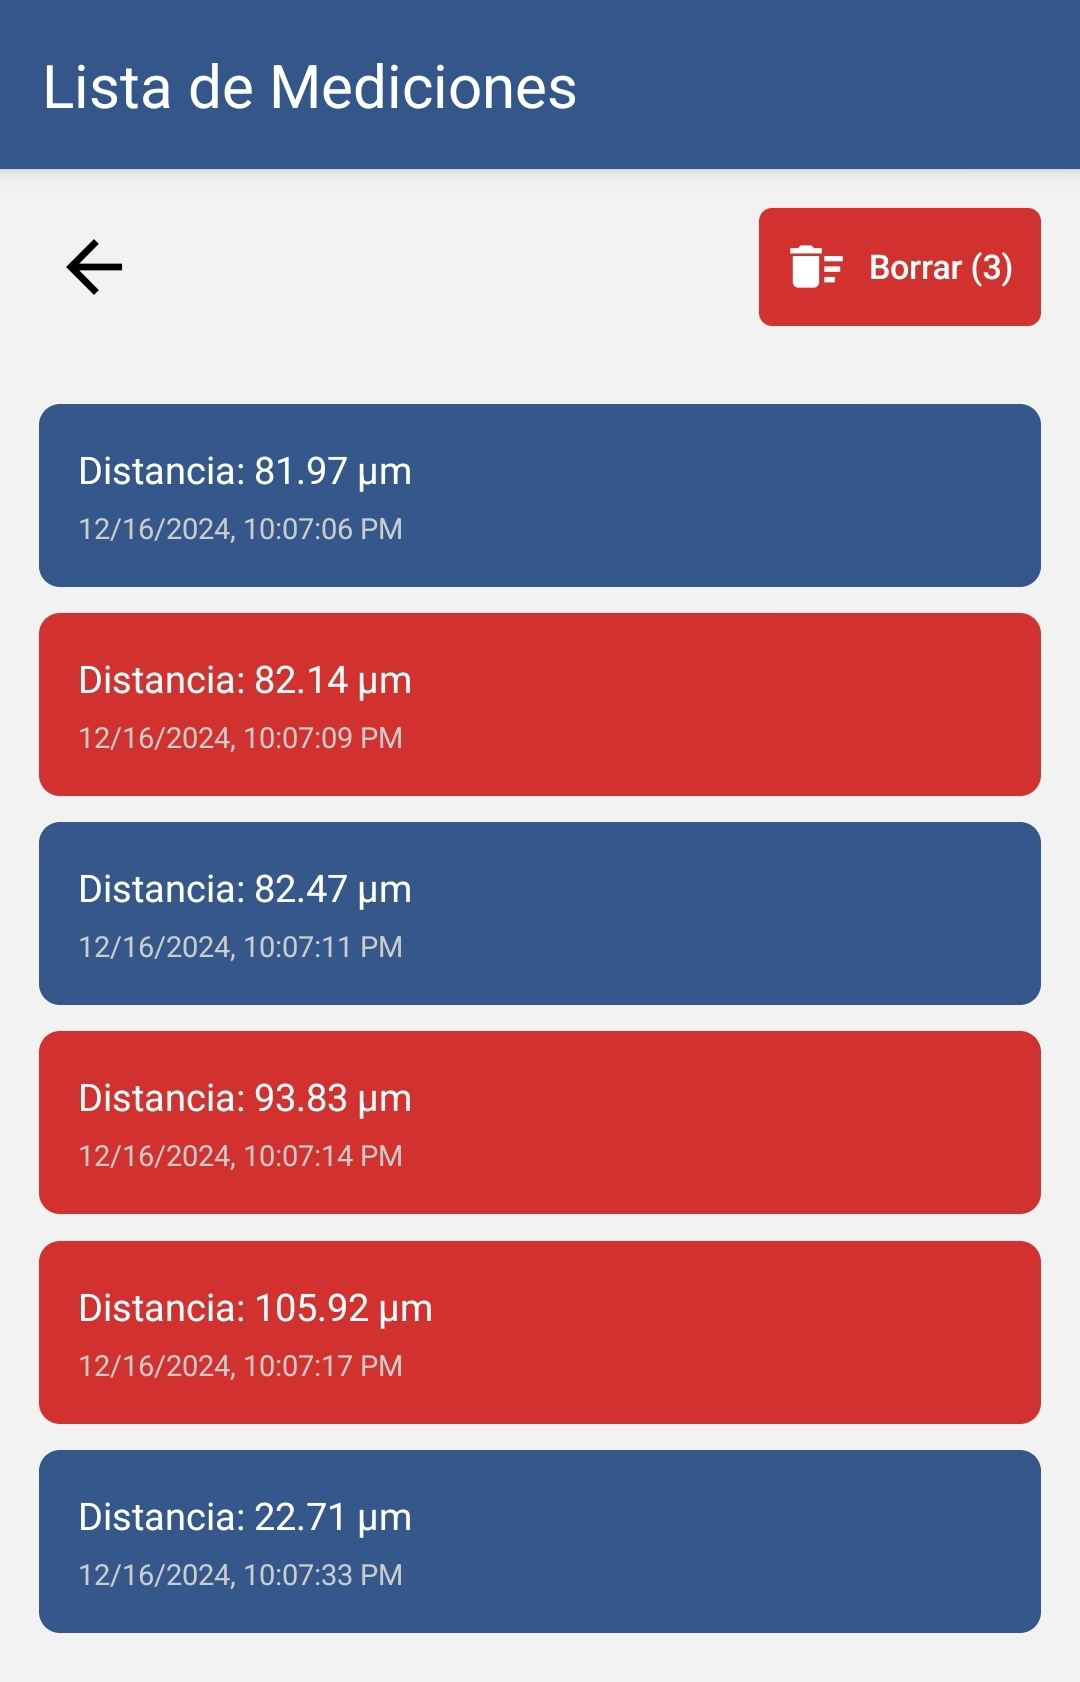 Lista de Mediciones
Borrar (3)
Distancia: 81.97 µm
12/16/2024, 10:07:06 PM
Distancia: 82.14 µm
12/16/2024, 10:07:09 PM
Distancia: 82.47 µm
12/16/2024, 10:07:11 PM
Distancia: 93.83 µm
12/16/2024, 10:07:14 PM
Distancia: 105.92 µm
12/16/2024, 10:07:17 PM
Distancia: 22.71 µm
12/16/2024, 10:07:33 PM